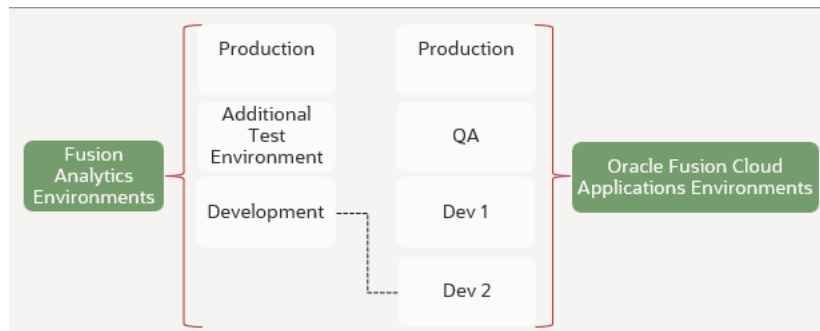 Fusion
Analytics
Environments
Production
Additional
Test
Environment
Development
Production
QA
Dev 1
Dev 2
Oracle Fusion Cloud
Applications Environments